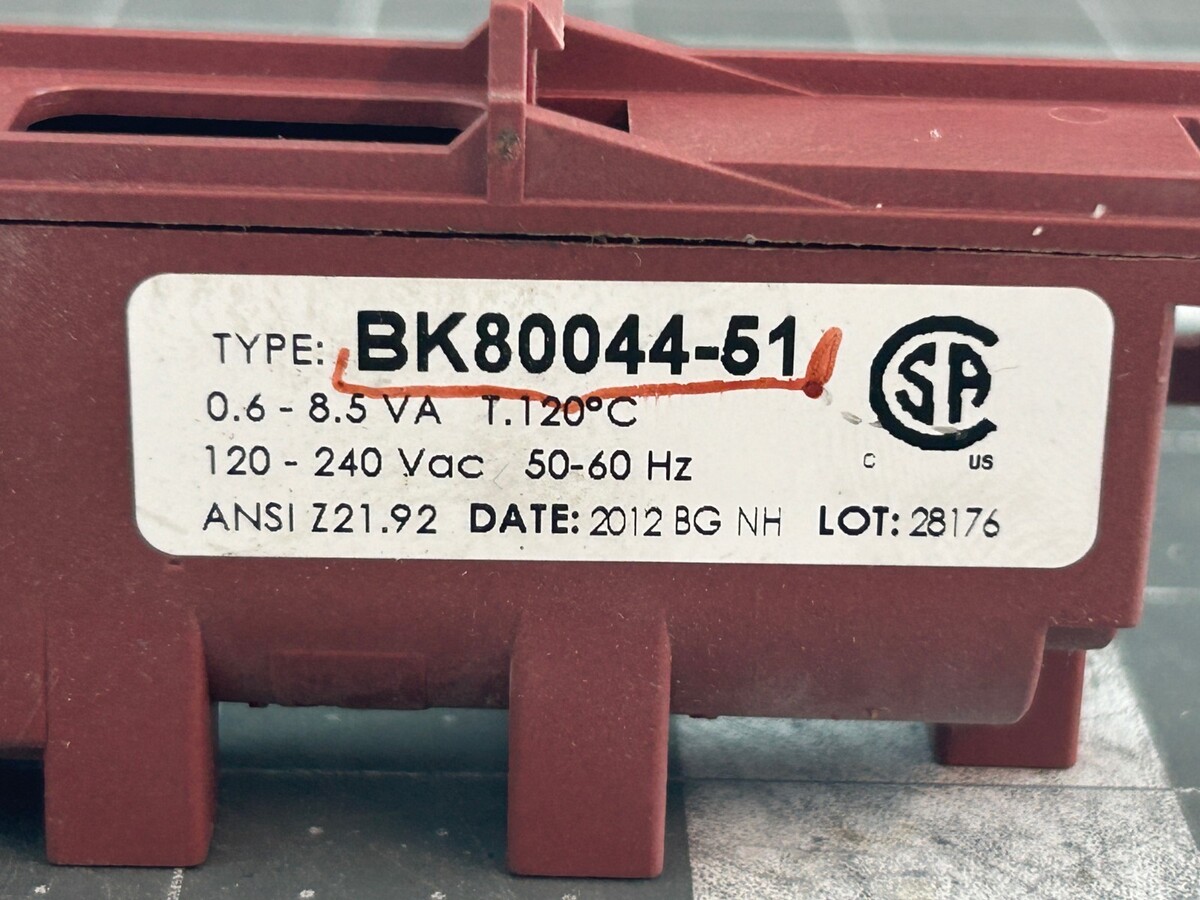 TYPE: BK80044-51
0.6 - 8.5 VA T.120°C
120 - 240 Vac 50-60 Hz
ANSI Z21.92 DATE: 2012 BG NH LOT: 28176
CSA
C US